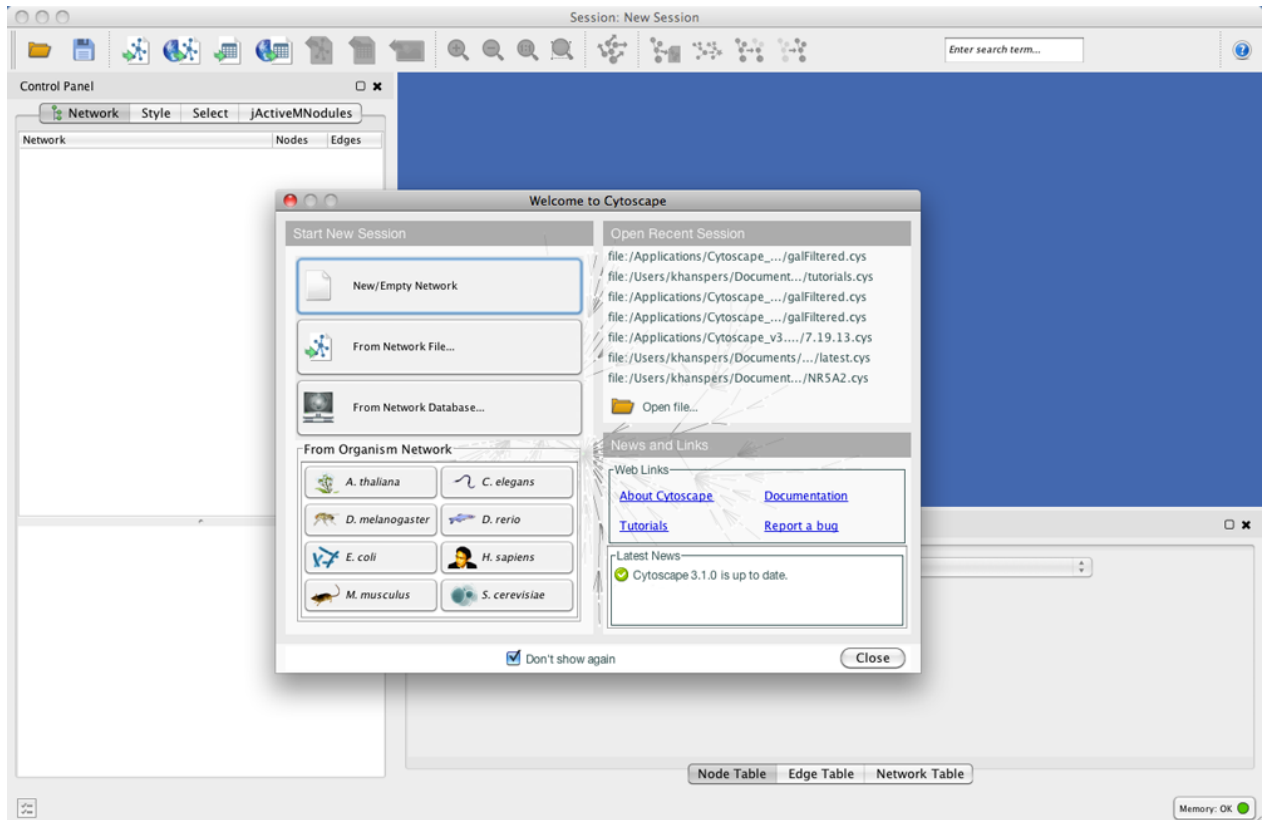 Session: New Session
Enter search term...
Control Panel
Network Style Select jActiveMNodules
Network Nodes Edges
Welcome to Cytoscape
Start New Session
New/Empty Network
From Network File...
From Network Database...
From Organism Network
A. thaliana C. elegans
D. melanogaster D. rerio
E. coli H. sapiens
M. musculus S. cerevisiae
Open Recent Session
file:/Applications/Cytoscape_.../galFiltered.cys
file:/Users/khanspers/Document.../tutorials.cys
file:/Applications/Cytoscape_.../galFiltered.cys
file:/Applications/Cytoscape_.../galFiltered.cys
file:/Applications/Cytoscape_v3..../7.19.13.cys
file:/Users/khanspers/Documents/.../latest.cys
file:/Users/khanspers/Document.../NR5A2.cys
Open file...
News and Links
Web Links
About Cytoscape Documentation
Tutorials Report a bug
Latest News
Cytoscape 3.1.0 is up to date.
Don't show again
Close
Node Table Edge Table Network Table
Memory: OK